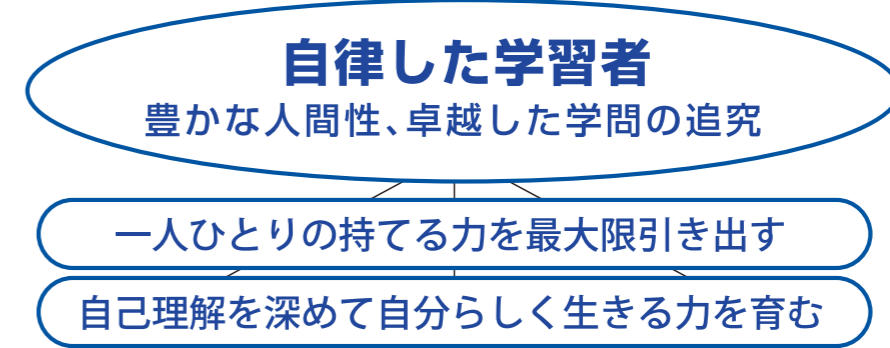 自律した学習者
豊かな人間性、卓越した学問の追究
一人ひとりの持てる力を最大限引き出す
自己理解を深めて自分らしく生きる力を育む